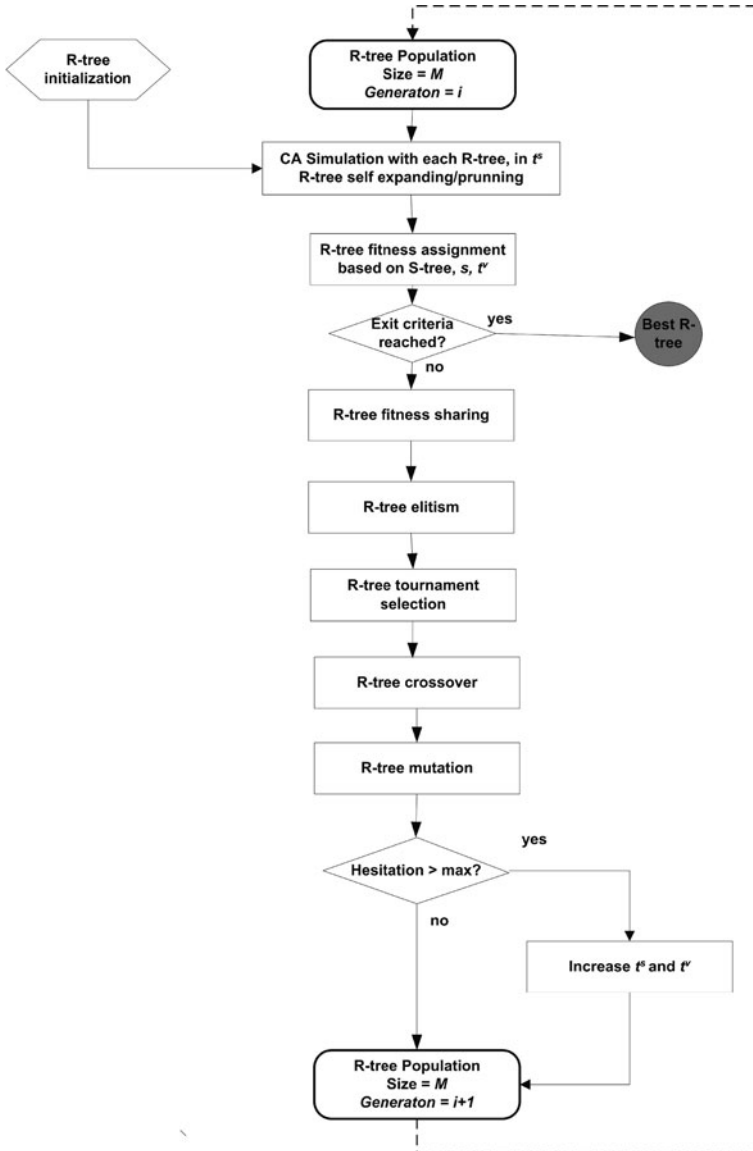 R-tree
initialization
R-tree Population
Size = M
Generaton = i
CA Simulation with each R-tree, in tˢ
R-tree self expanding/prunning
R-tree fitness assignment
based on S-tree, s, tᵛ
Exit criteria
reached?
yes
Best R-
tree
no
R-tree fitness sharing
R-tree elitism
R-tree tournament
selection
R-tree crossover
R-tree mutation
Hesitation > max?
yes
no
Increase tˢ and tᵛ
R-tree Population
Size = M
Generaton = i+1